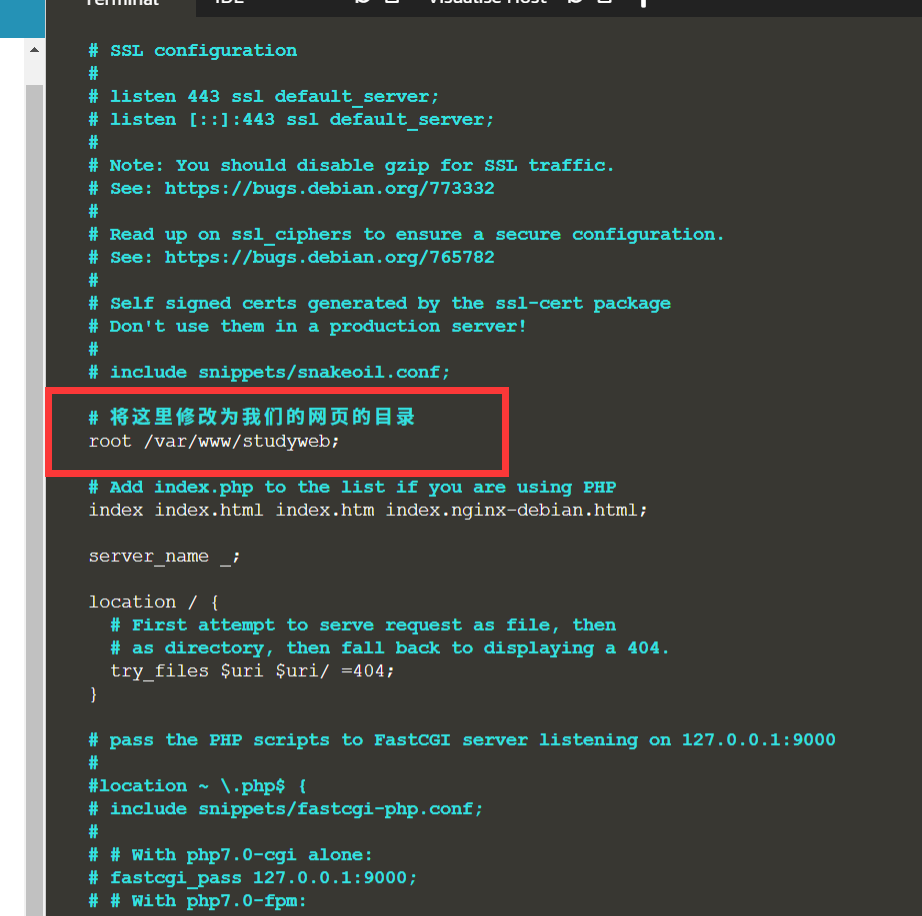 Terminal IDE Visualise Host +
# SSL configuration
#
# listen 443 ssl default_server;
# listen [::]:443 ssl default_server;
#
# Note: You should disable gzip for SSL traffic.
# See: https://bugs.debian.org/773332
#
# Read up on ssl_ciphers to ensure a secure configuration.
# See: https://bugs.debian.org/765782
#
# Self signed certs generated by the ssl-cert package
# Don't use them in a production server!
#
# include snippets/snakeoil.conf;
# 将这里修改为我们的网页的目录
root /var/www/studyweb;
# Add index.php to the list if you are using PHP
index index.html index.htm index.nginx-debian.html;
server_name _;
location / {
# First attempt to serve request as file, then
# as directory, then fall back to displaying a 404.
try_files $uri $uri/ =404;
}
# pass the PHP scripts to FastCGI server listening on 127.0.0.1:9000
#
#location ~ \.php$ {
# include snippets/fastcgi-php.conf;
#
# # With php7.0-cgi alone:
# fastcgi_pass 127.0.0.1:9000;
# # With php7.0-fpm: